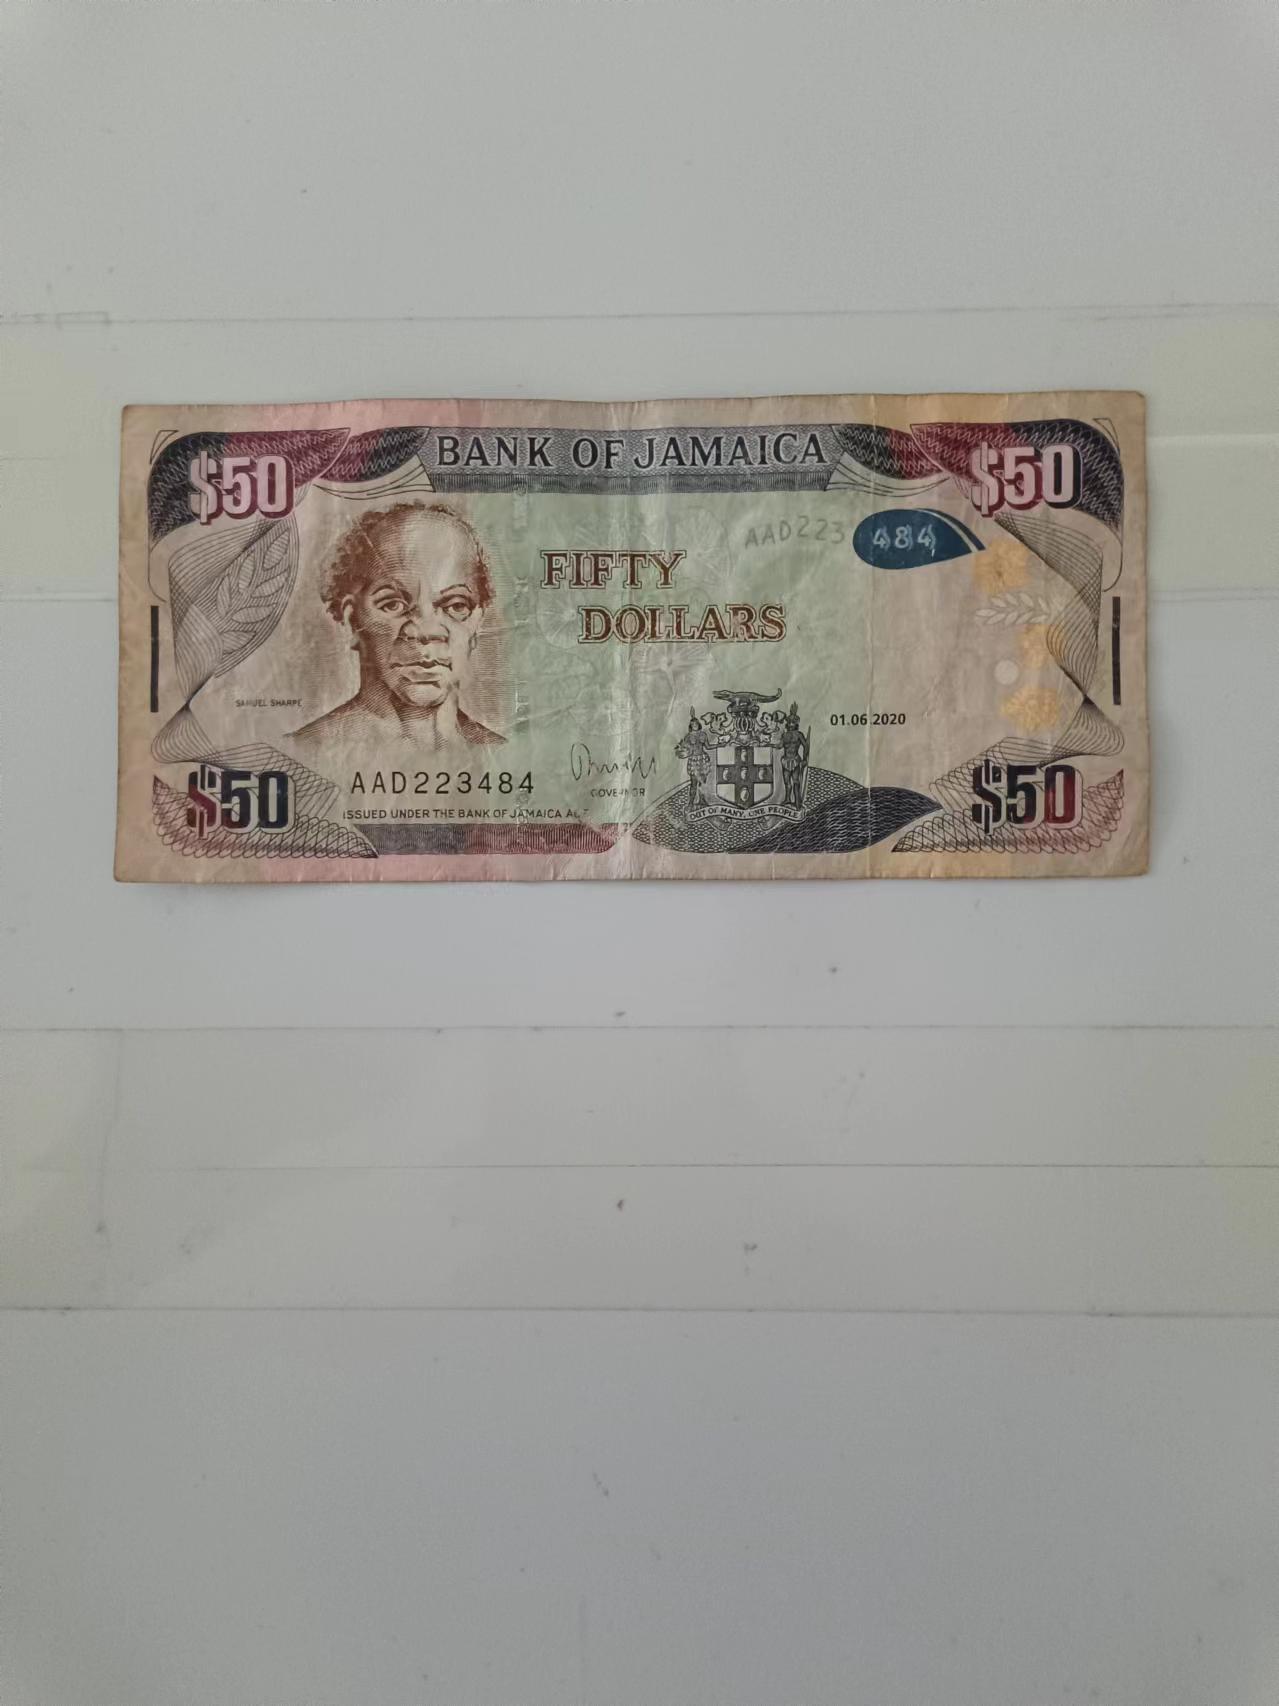 BANK OF JAMAICA
$50
$50
AAD223 484
FIFTY
DOLLARS
SAMUEL SHARPE
01.06.2020
AAD223484
GOVERNOR
OUT OF MANY, ONE PEOPLE
$50
$50
ISSUED UNDER THE BANK OF JAMAICA ACT